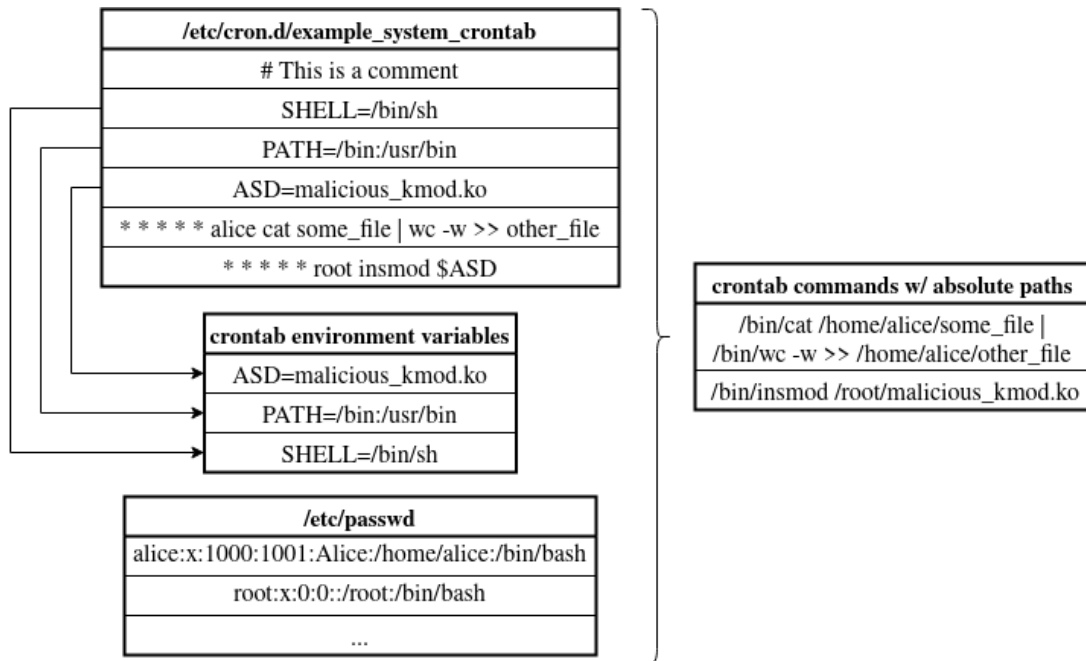 /etc/cron.d/example_system_crontab
# This is a comment
SHELL=/bin/sh
PATH=/bin:/usr/bin
ASD=malicious_kmod.ko
* * * * * alice cat some_file | wc -w >> other_file
* * * * * root insmod $ASD
crontab environment variables
ASD=malicious_kmod.ko
PATH=/bin:/usr/bin
SHELL=/bin/sh
/etc/passwd
alice:x:1000:1001:Alice:/home/alice:/bin/bash
root:x:0:0::/root:/bin/bash
...
crontab commands w/ absolute paths
/bin/cat /home/alice/some_file |
/bin/wc -w >> /home/alice/other_file
/bin/insmod /root/malicious_kmod.ko